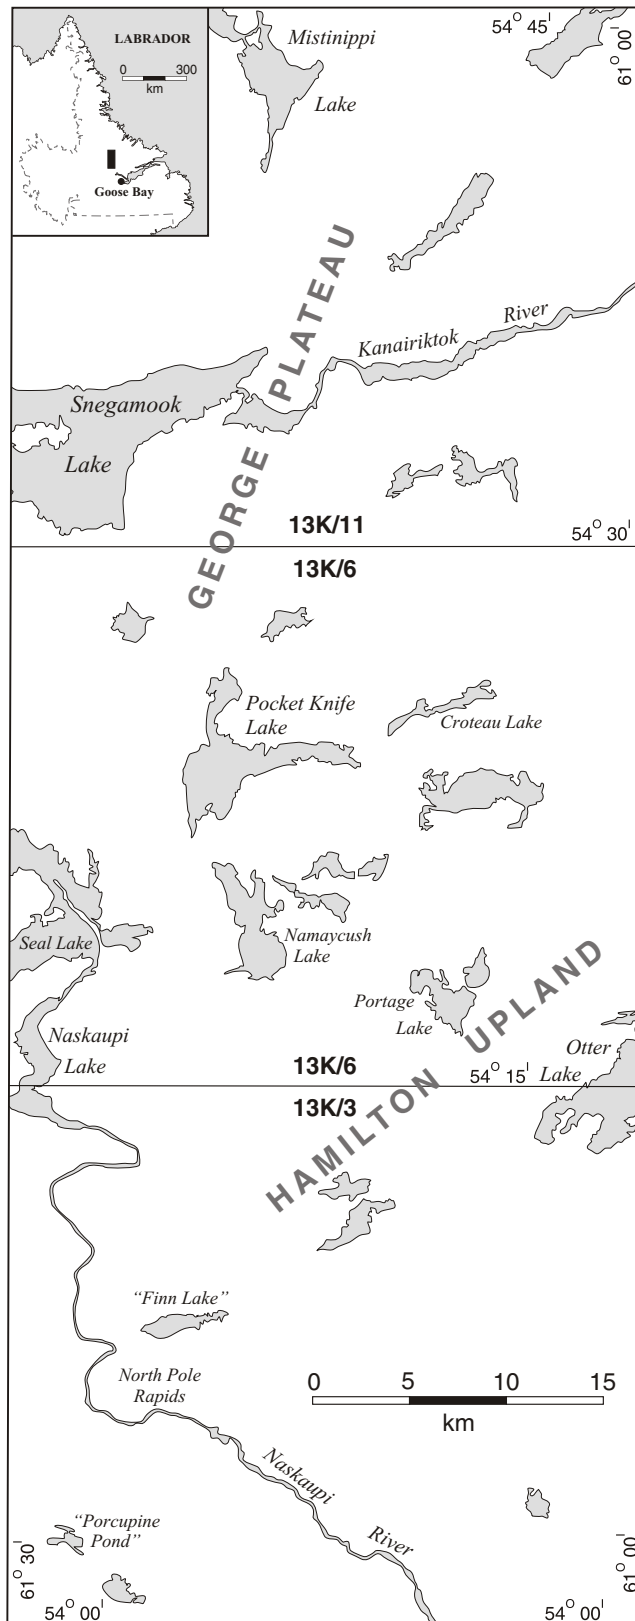 LABRADOR
0 300
km
Goose Bay
Mistinippi
Lake
54° 45'
61° 00'
GEORGE PLATEAU
Kanairiktok River
Snegamook
Lake
13K/11
54° 30'
13K/6
Pocket Knife
Lake
Croteau Lake
Seal Lake
Namaycush
Lake
Portage
Lake
HAMILTON UPLAND
Naskaupi
Lake
Otter
Lake
13K/6
54° 15'
13K/3
"Finn Lake"
North Pole
Rapids
0 5 10 15
km
Naskaupi River
"Porcupine
Pond"
61° 30'
54° 00'
61° 00'
54° 00'